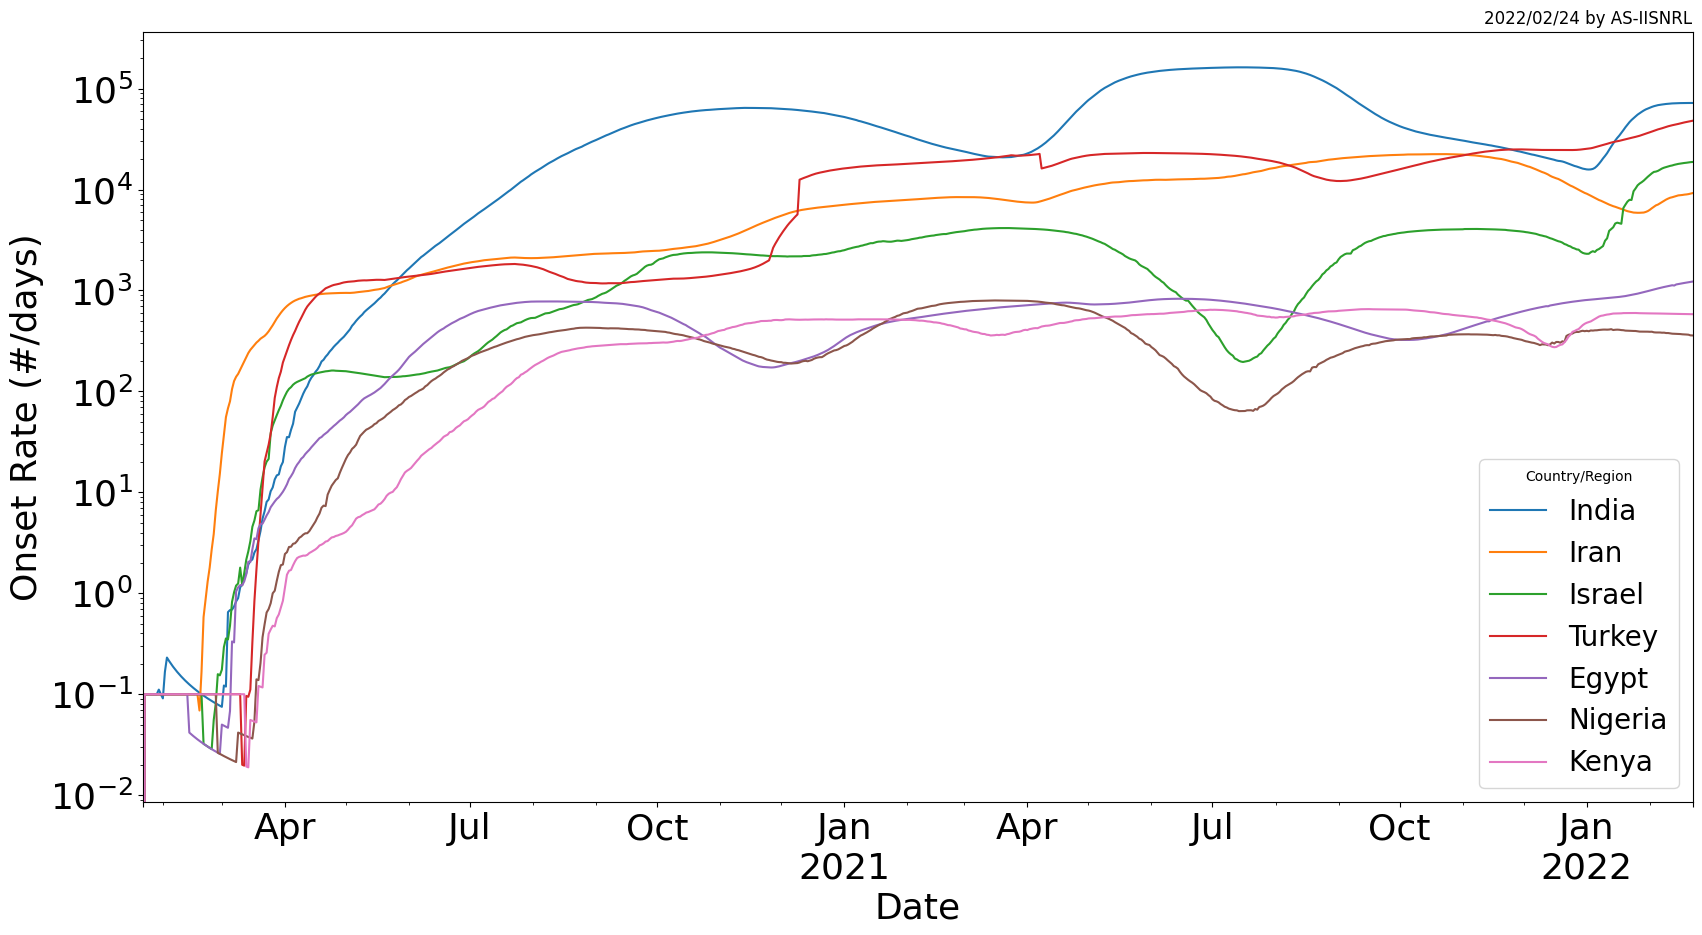 2022/02/24 by AS-IISNRL
Onset Rate (#/days)
10^5
10^4
10^3
10^2
10^1
10^0
10^−1
10^−2
Country/Region
India
Iran
Israel
Turkey
Egypt
Nigeria
Kenya
Apr Jul Oct Jan Apr Jul Oct Jan
2021 2022
Date